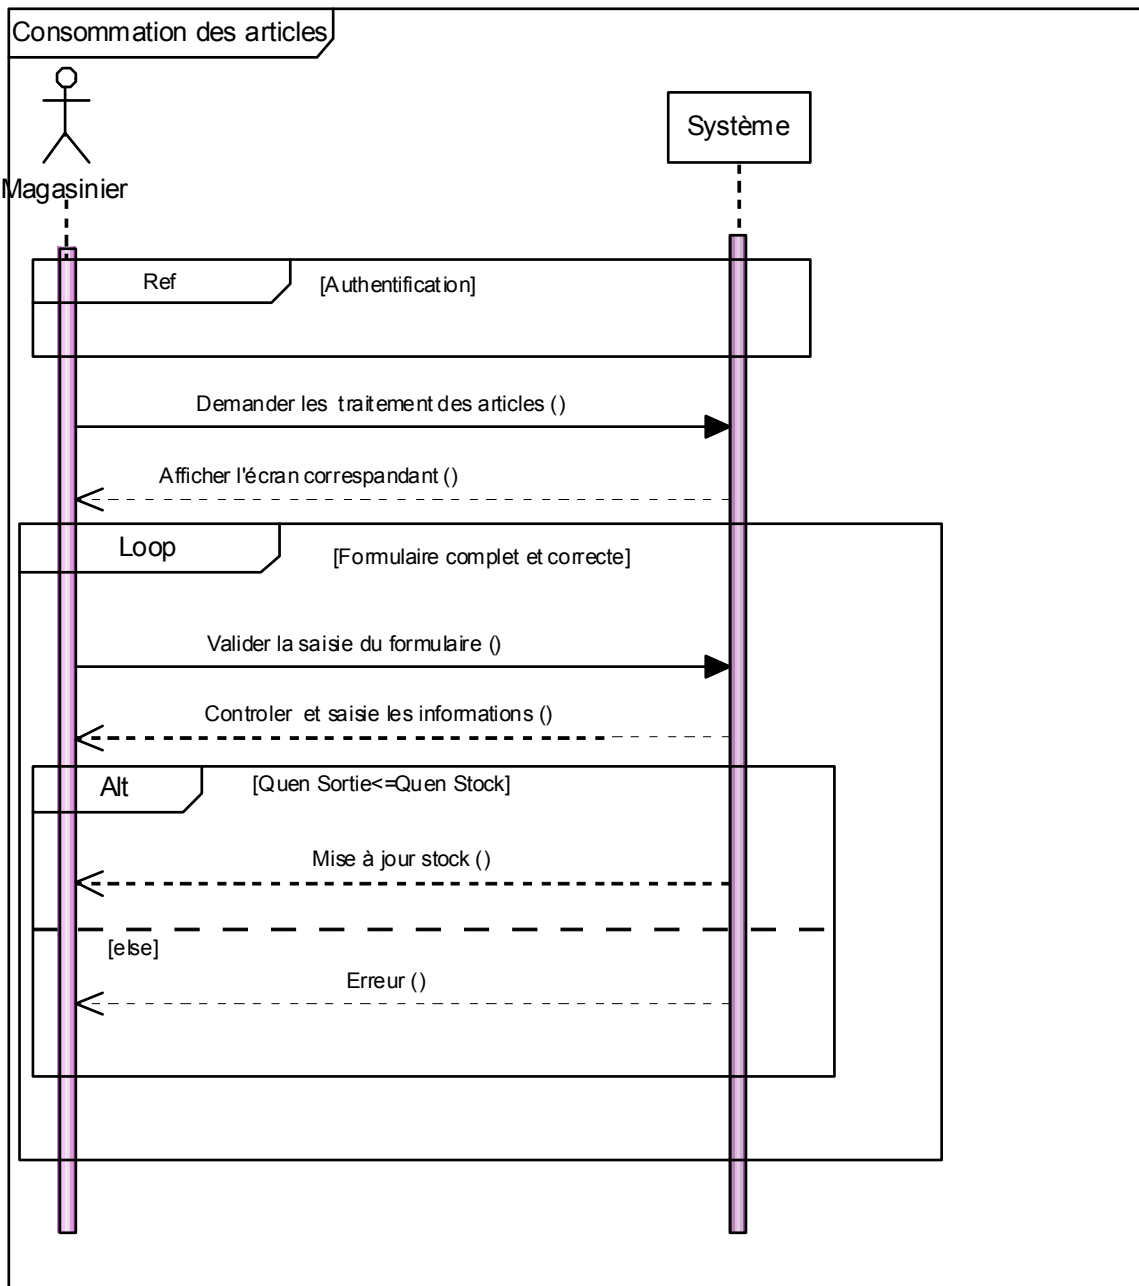 Consommation des articles
Système
Magasinier
Ref
[Authentification]
Demander les traitement des articles ()
Afficher l'écran correspandant ()
Loop
[Formulaire complet et correcte]
Valider la saisie du formulaire ()
Controler et saisie les informations ()
Alt
[Quen Sortie<=Quen Stock]
Mise à jour stock ()
[else]
Erreur ()